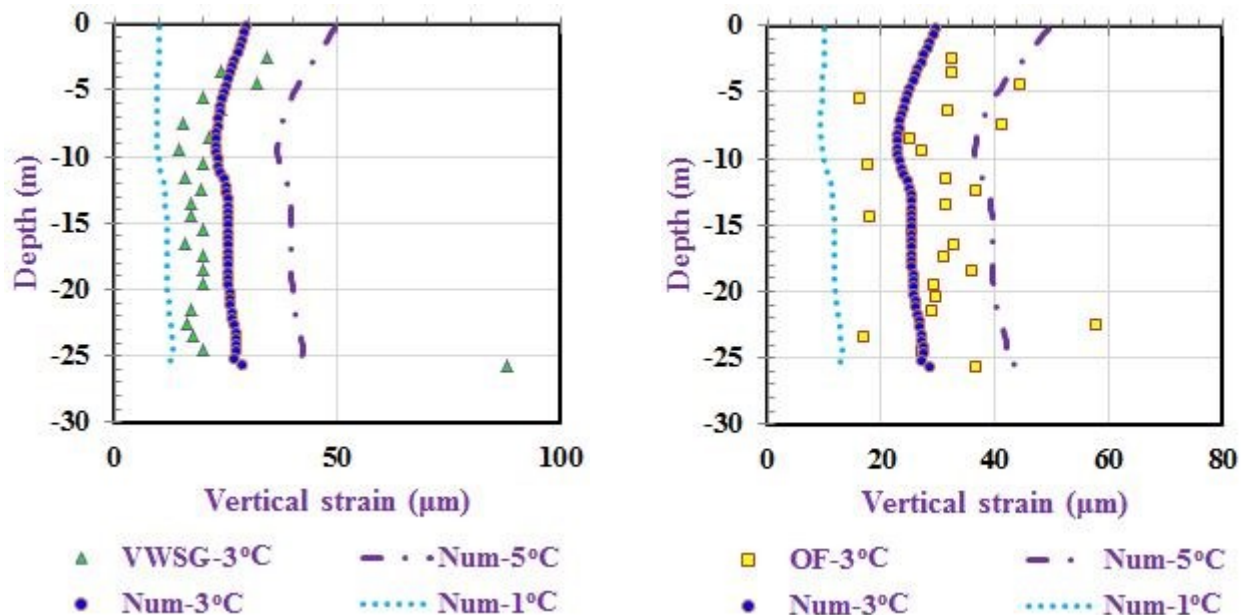 0
-5
-10
-15
-20
-25
-30
Depth (m)
0 50 100
Vertical strain (µm)
VWSG-3°C Num-5°C
Num-3°C Num-1°C
0
-5
-10
-15
-20
-25
-30
Depth (m)
0 20 40 60 80
Vertical strain (µm)
OF-3°C Num-5°C
Num-3°C Num-1°C